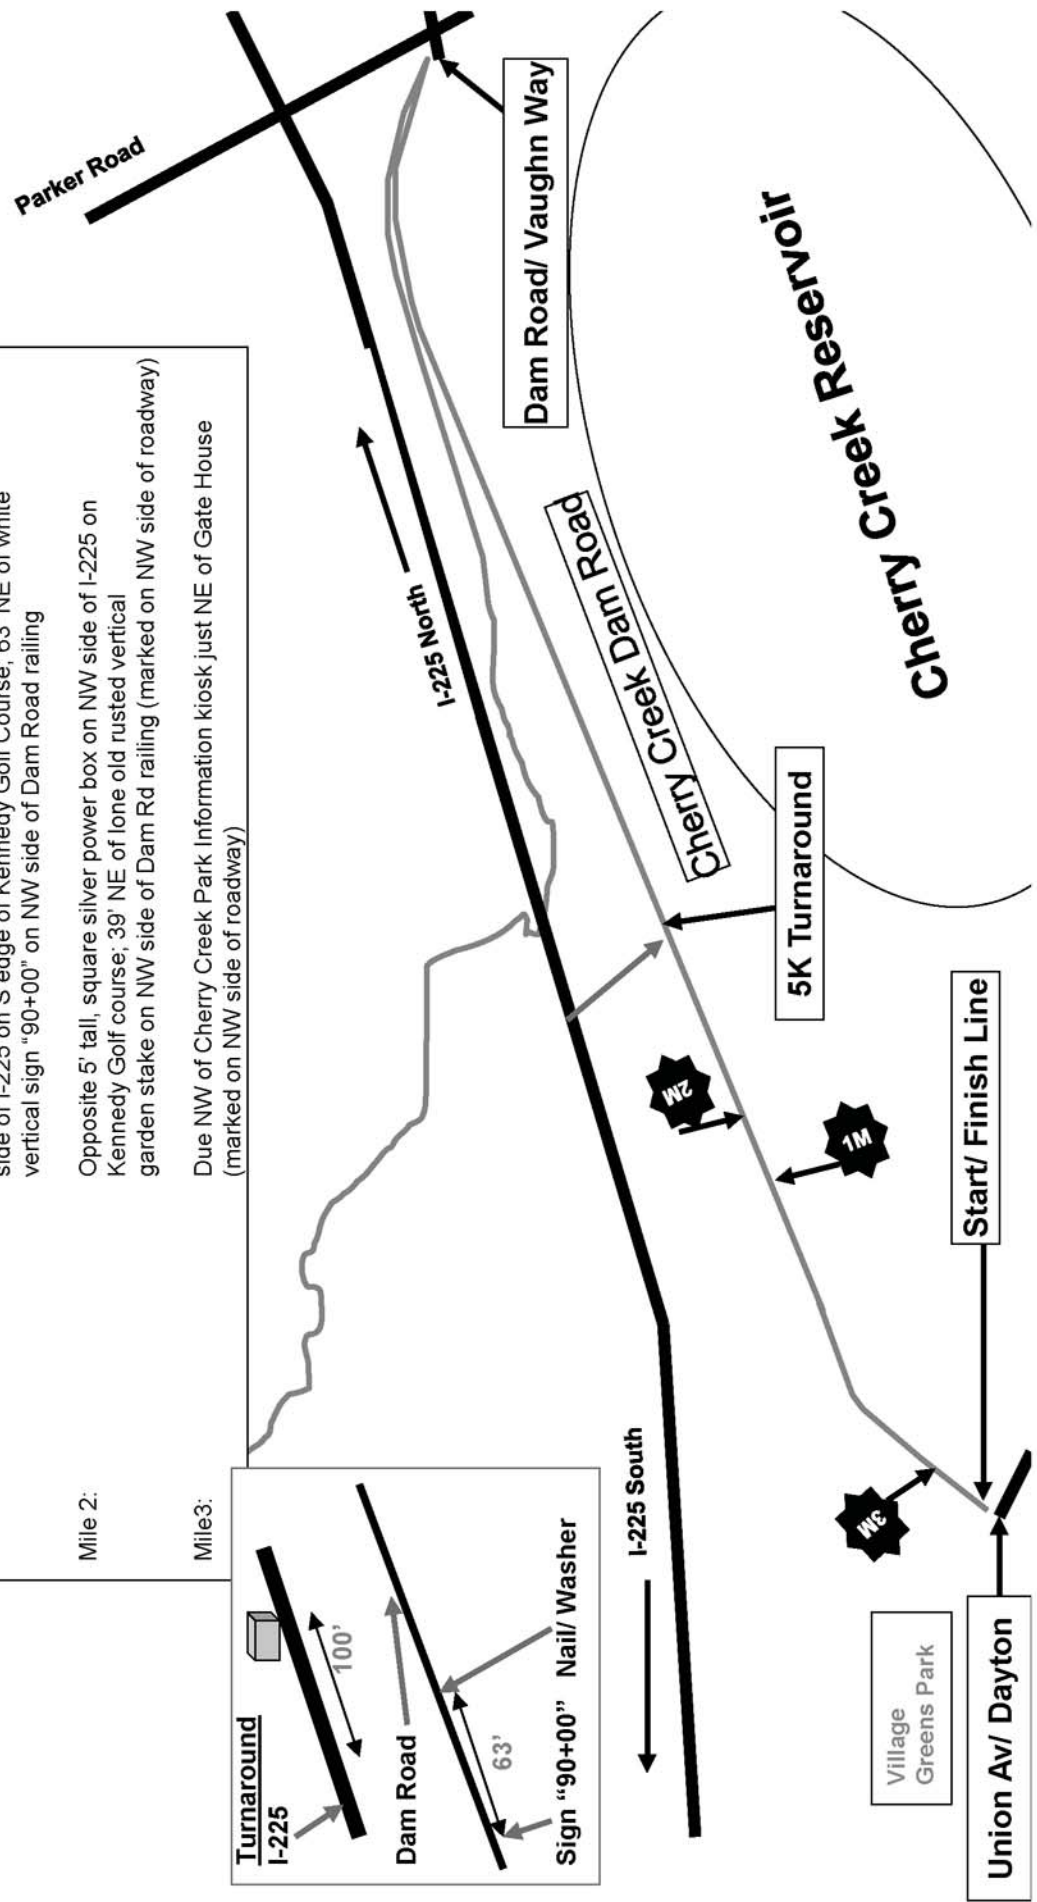 side of I-225 on S edge of Kennedy Golf Course; 63' NE of white
vertical sign "90+00" on NW side of Dam Road railing
Mile 2:
Opposite 5' tall, square silver power box on NW side of I-225 on
Kennedy Golf course; 39' NE of lone old rusted vertical
garden stake on NW side of Dam Rd railing (marked on NW side of roadway)
Mile3:
Due NW of Cherry Creek Park Information kiosk just NE of Gate House
(marked on NW side of roadway)
Turnaround
I-225
100'
Dam Road
63'
Sign "90+00"
Nail/ Washer
Parker Road
I-225 North
I-225 South
Dam Road/ Vaughn Way
Cherry Creek Dam Road
Cherry Creek Reservoir
5K Turnaround
2M
1M
3M
Start/ Finish Line
Village
Greens Park
Union Av/ Dayton